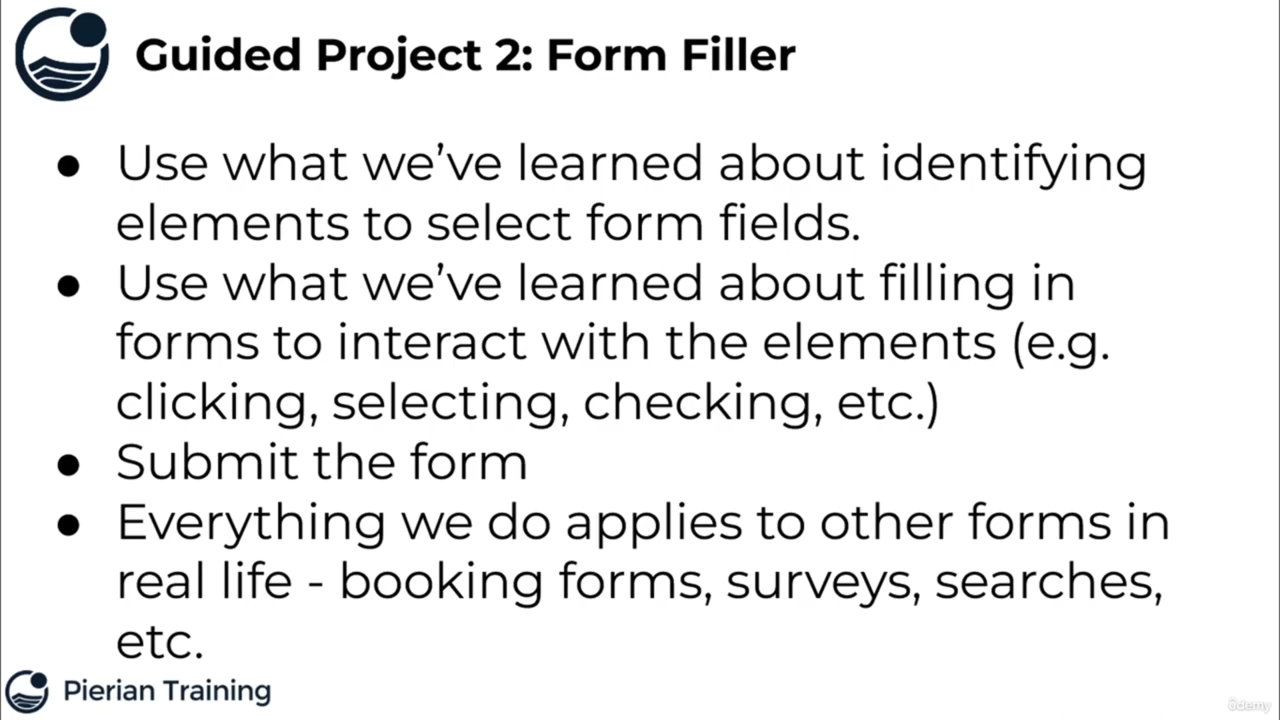 Guided Project 2: Form Filler
● Use what we’ve learned about identifying
elements to select form fields.
● Use what we’ve learned about filling in
forms to interact with the elements (e.g.
clicking, selecting, checking, etc.)
● Submit the form
● Everything we do applies to other forms in
real life - booking forms, surveys, searches,
etc.
Pierian Training
ûdemy